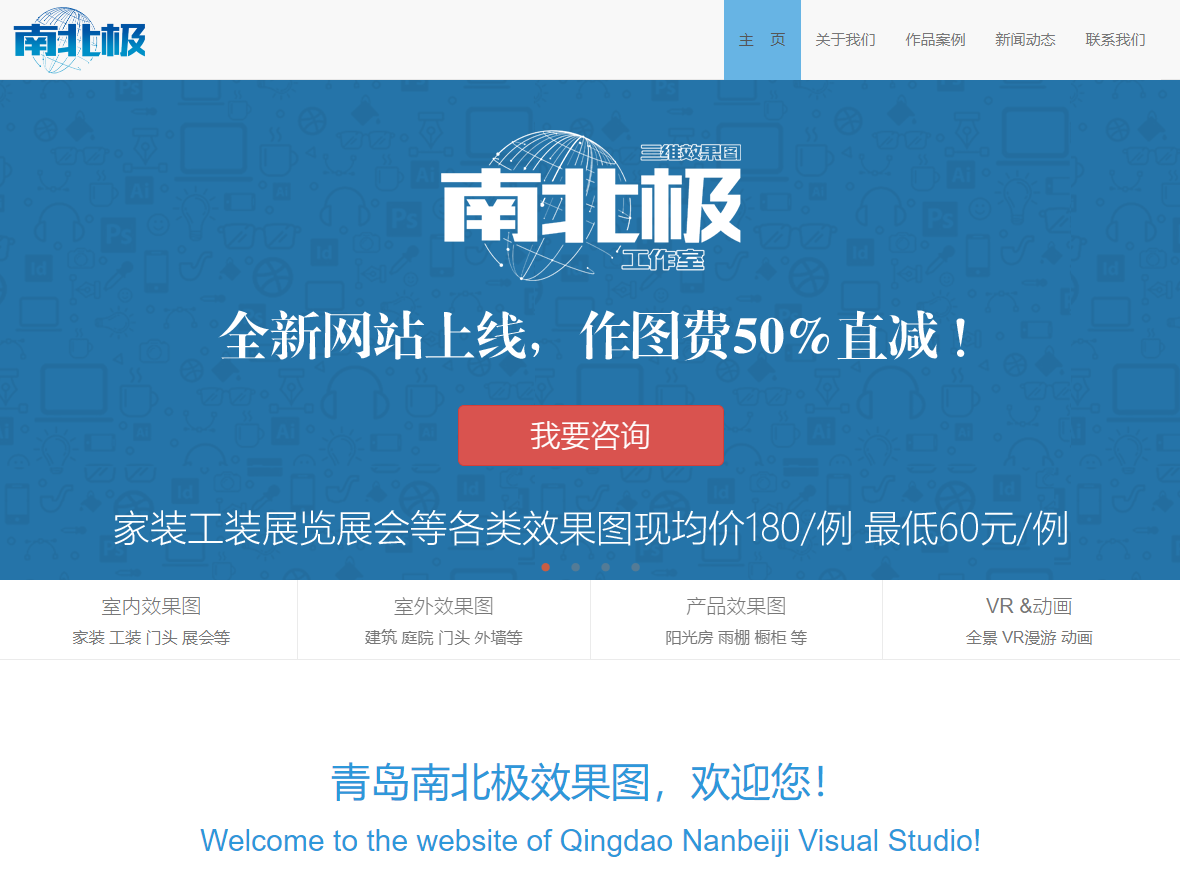 南北极
主 页 关于我们 作品案例 新闻动态 联系我们
三维效果图
南北极
工作室
全新网站上线，作图费50%直减！
我要咨询
家装工装展览展会等各类效果图现均价180/例 最低60元/例
室内效果图
家装 工装 门头 展会等
室外效果图
建筑 庭院 门头 外墙等
产品效果图
阳光房 雨棚 橱柜 等
VR &动画
全景 VR漫游 动画
青岛南北极效果图，欢迎您！
Welcome to the website of Qingdao Nanbeiji Visual Studio!